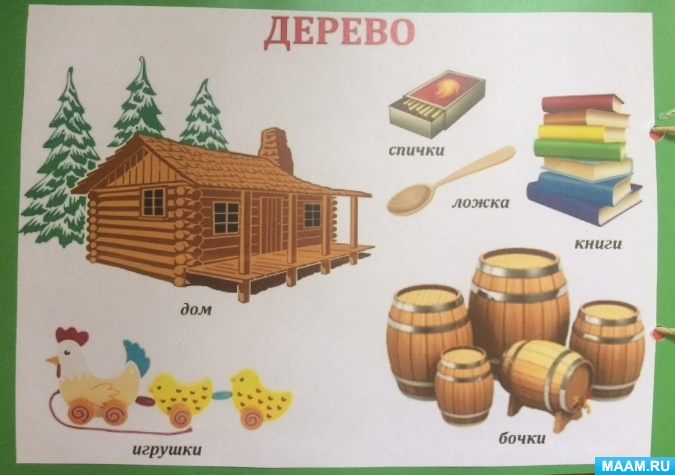 ДЕРЕВО
спички
ложка
книги
дом
игрушки
бочки
MAAM.RU